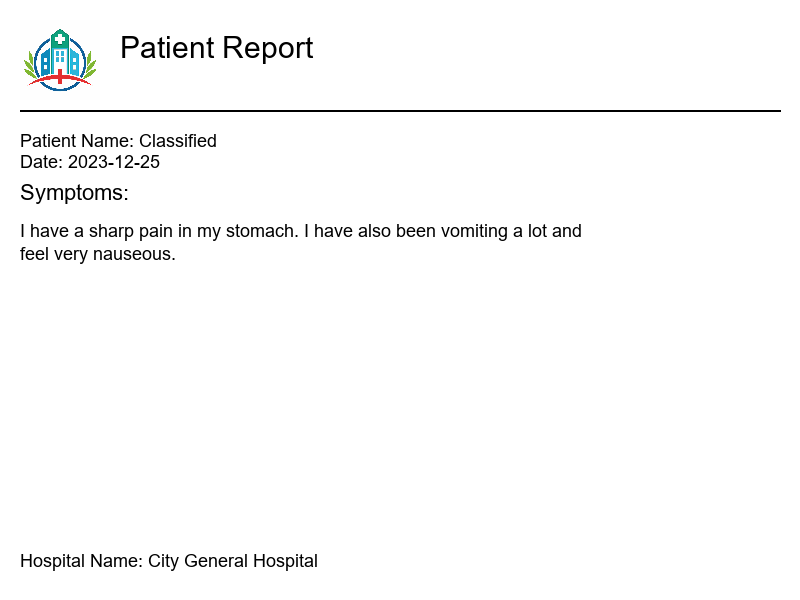 Patient Report
Patient Name: Classified
Date: 2023-12-25
Symptoms:
I have a sharp pain in my stomach. I have also been vomiting a lot and
feel very nauseous.
Hospital Name: City General Hospital